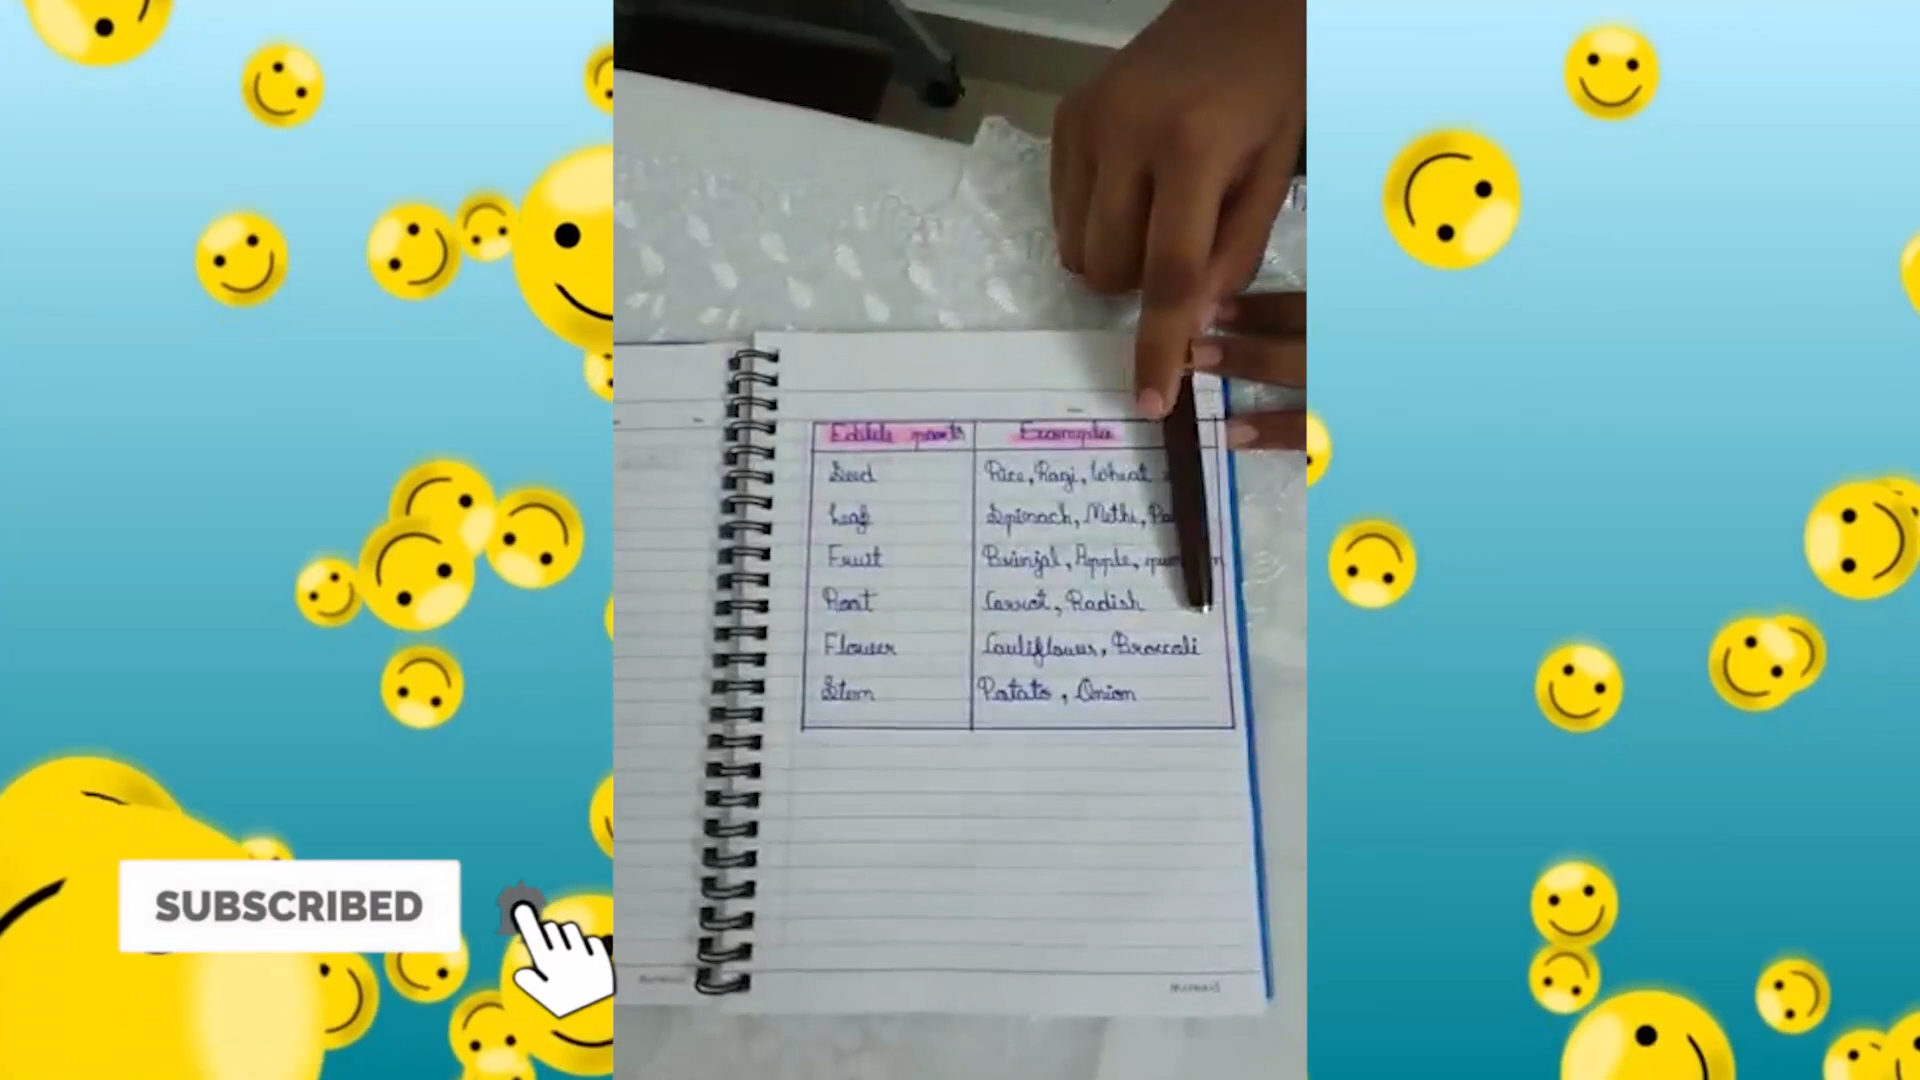 Edible parts Examples
Seed Rice, Ragi, Wheat
Leaf Spinach, Methi,
Fruit Brinjal, Apple,
Root Carrot, Radish
Flower Cauliflower, Broccoli
Stem Potato, Onion
SUBSCRIBED